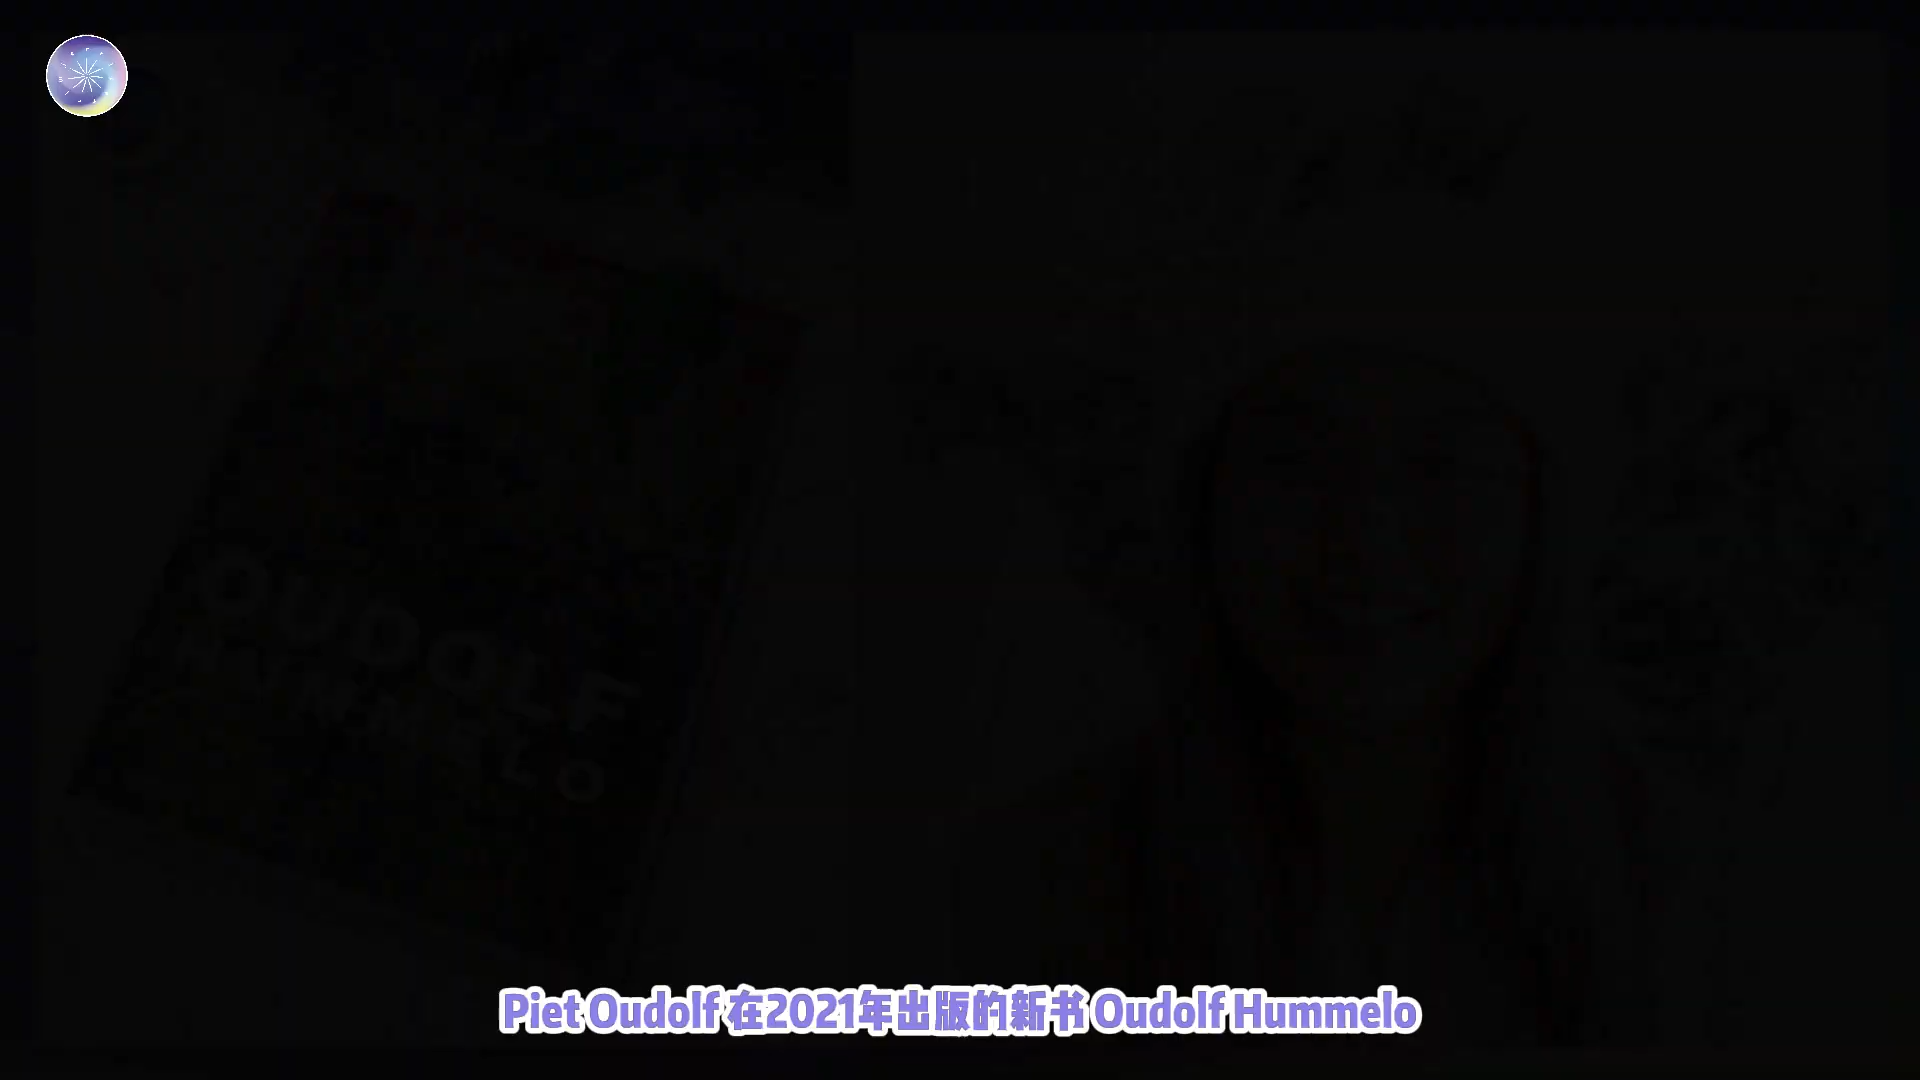 OUDOLF
HUMMELO
Piet Oudolf 在2021年出版的新书 Oudolf Hummelo